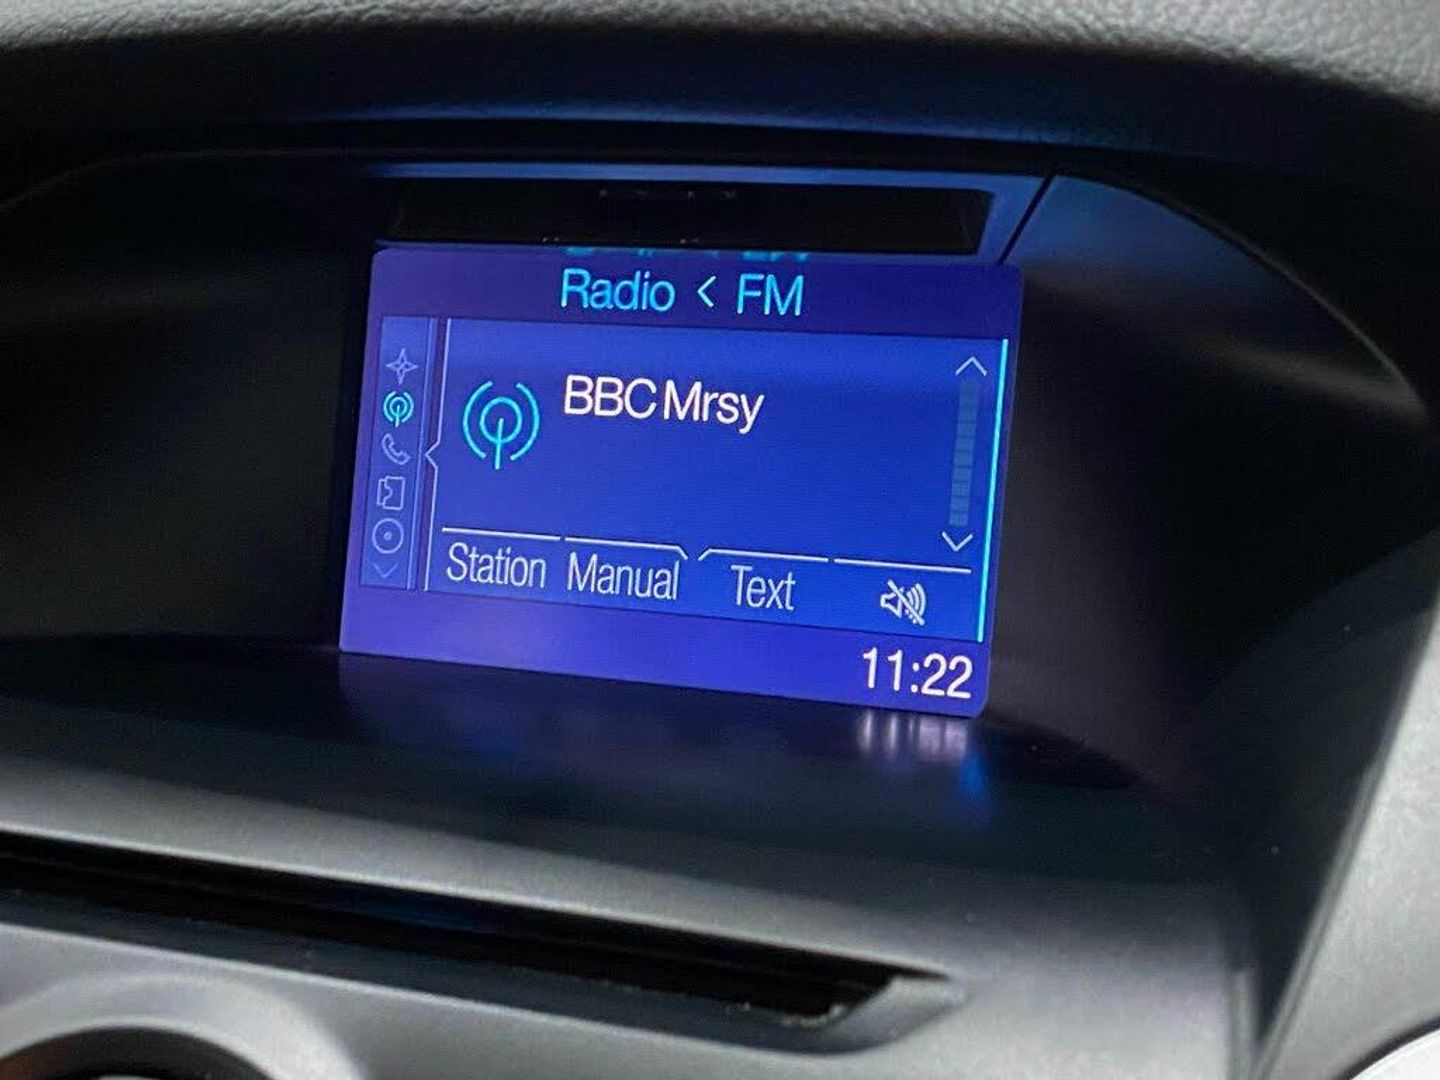 Radio < FM
BBC Mrsy
Station Manual Text
11:22